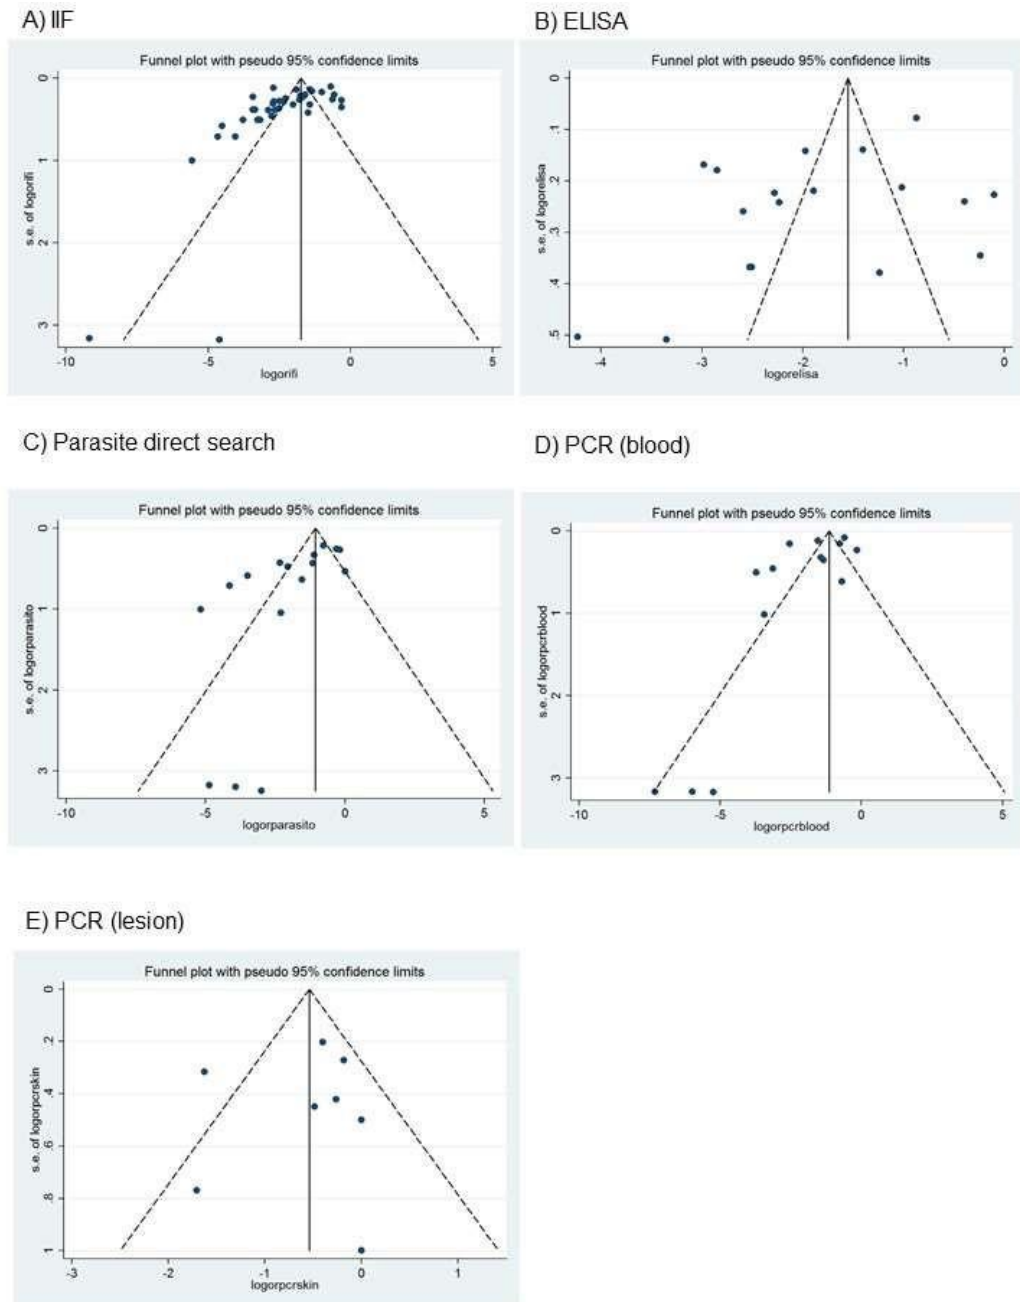 A) IIF
B) ELISA
Funnel plot with pseudo 95% confidence limits
s.e. of logorifi
0
1
2
3
-10
-5
0
5
logorifi
Funnel plot with pseudo 95% confidence limits
s.e. of logorelisa
0
.1
.2
.3
.4
.5
-4
-3
-2
-1
0
logorelisa
C) Parasite direct search
D) PCR (blood)
Funnel plot with pseudo 95% confidence limits
s.e. of logorparasito
0
1
2
3
-10
-5
0
5
logorparasito
Funnel plot with pseudo 95% confidence limits
s.e. of logorpcrblood
0
1
2
3
-10
-5
0
5
logorpcrblood
E) PCR (lesion)
Funnel plot with pseudo 95% confidence limits
s.e. of logorpcrskin
0
.2
.4
.6
.8
1
-3
-2
-1
0
1
logorpcrskin